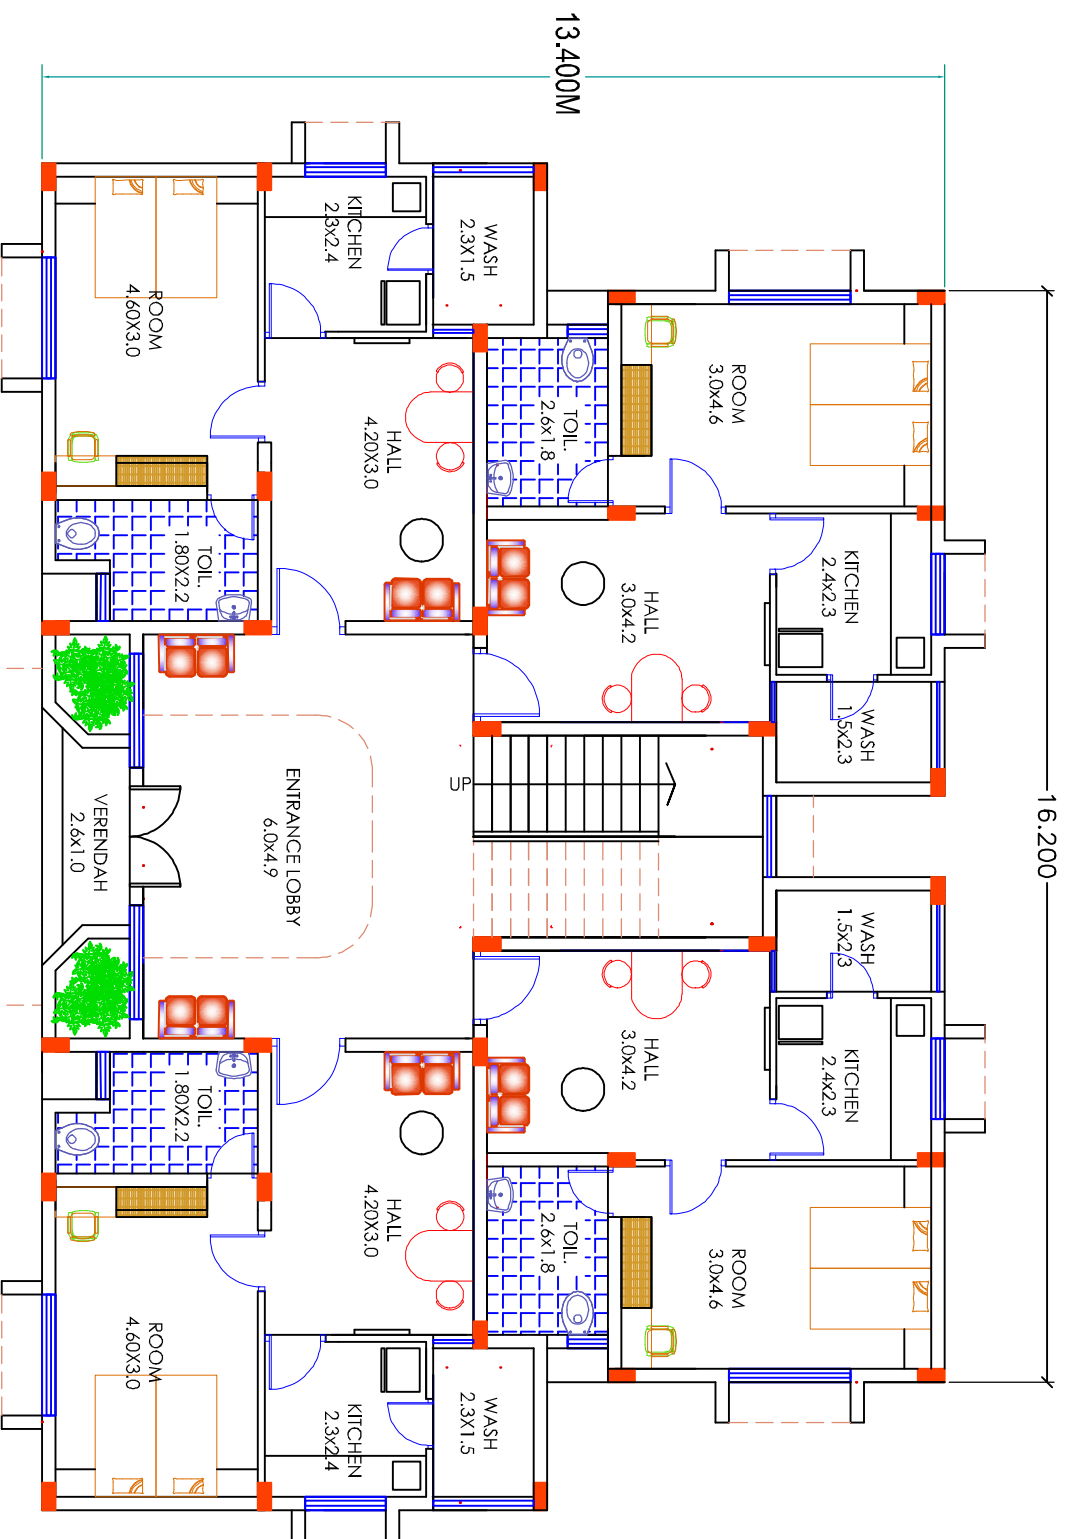 13.400M
16.200
KITCHEN
2.3x2.4
WASH
2.3X1.5
ROOM
4.60X3.0
HALL
4.20X3.0
TOIL.
2.6x1.8
ROOM
3.0x4.6
TOIL.
1.80X2.2
HALL
3.0x4.2
KITCHEN
2.4x2.3
WASH
1.5x2.3
UP
ENTRANCE LOBBY
6.0x4.9
VERENDAH
2.6x1.0
WASH
1.5x2.3
HALL
3.0x4.2
KITCHEN
2.4x2.3
TOIL.
1.80X2.2
HALL
4.20X3.0
TOIL.
2.6x1.8
ROOM
3.0x4.6
ROOM
4.60X3.0
KITCHEN
2.3x2.4
WASH
2.3X1.5